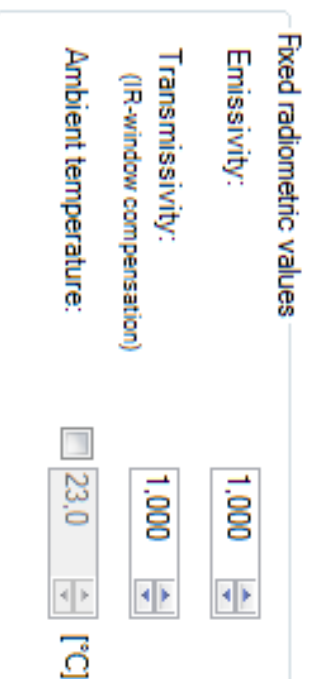 Fixed radiometric values
Emissivity: 1,000
Transmissivity: 1,000
(IR-window compensation)
Ambient temperature: 23,0 [°C]